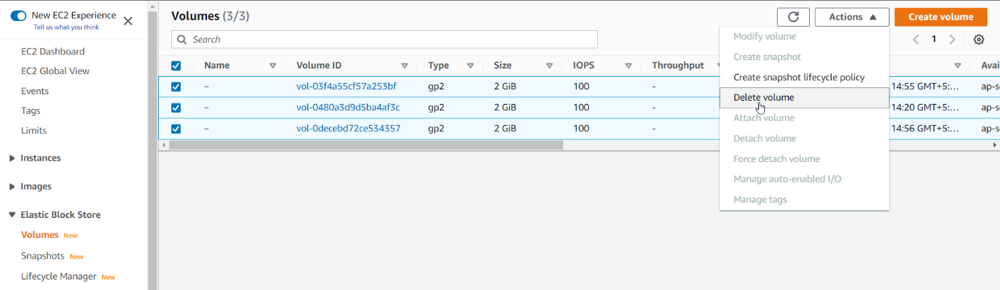 New EC2 Experience
Tell us what you think
EC2 Dashboard
EC2 Global View
Events
Tags
Limits
Instances
Images
Elastic Block Store
Volumes New
Snapshots New
Lifecycle Manager New
Volumes (3/3)
Actions
Create volume
Search
1
Name Volume ID Type Size IOPS Throughput Avai
– vol-03f4a55cf57a253bf gp2 2 GiB 100 - 14:55 GMT+5:... ap-s
– vol-0480a3d9d5ba4af3c gp2 2 GiB 100 - 14:20 GMT+5:... ap-s
– vol-0decebd72ce534357 gp2 2 GiB 100 - 14:56 GMT+5:... ap-s
Modify volume
Create snapshot
Create snapshot lifecycle policy
Delete volume
Attach volume
Detach volume
Force detach volume
Manage auto-enabled I/O
Manage tags